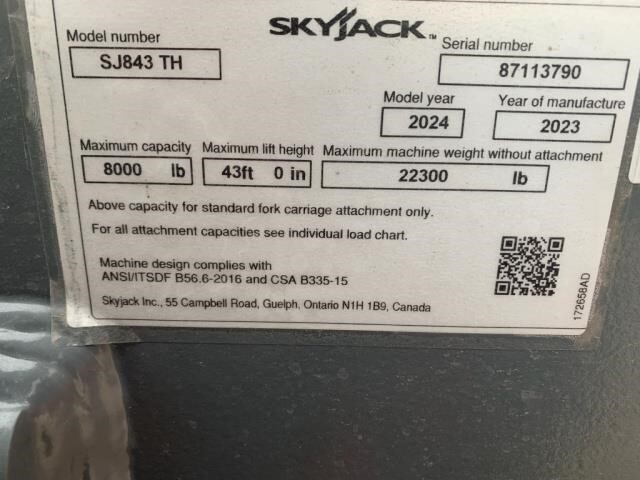 SKYJACK™
Model number
SJ843 TH
Serial number
87113790
Model year
2024
Year of manufacture
2023
Maximum capacity
8000 lb
Maximum lift height
43ft 0 in
Maximum machine weight without attachment
22300 lb
Above capacity for standard fork carriage attachment only.
For all attachment capacities see individual load chart.
Machine design complies with
ANSI/ITSDF B56.6-2016 and CSA B335-15
Skyjack Inc., 55 Campbell Road, Guelph, Ontario N1H 1B9, Canada
172658AD